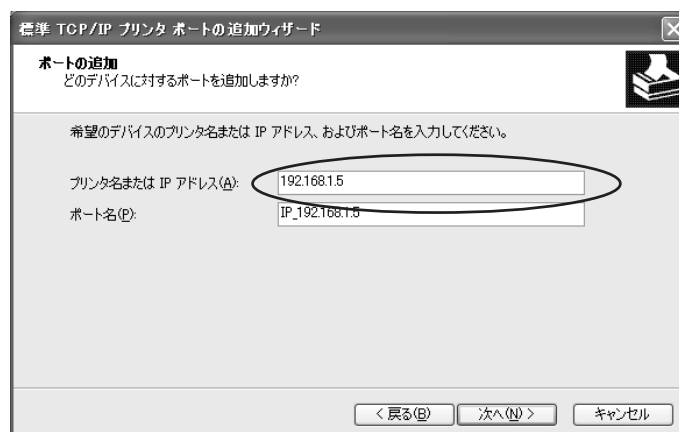 標準 TCP/IP プリンタ ポートの追加ウィザード
ポートの追加
どのデバイスに対するポートを追加しますか?
希望のデバイスのプリンタ名または IP アドレス、およびポート名を入力してください。
プリンタ名または IP アドレス(A): 192.168.1.5
ポート名(P): IP_192.168.1.5
< 戻る(B) 次へ(N) > キャンセル